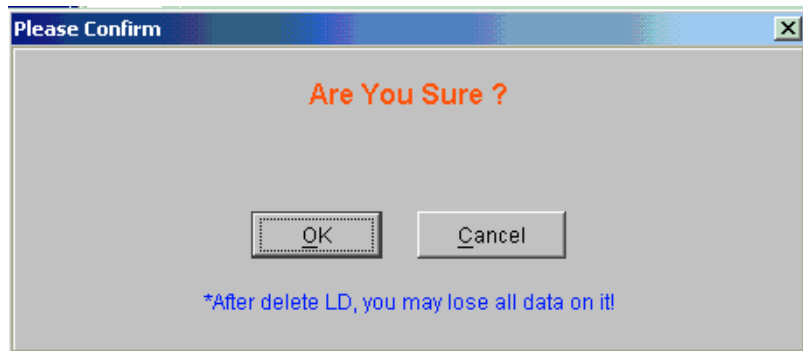 Please Confirm
Are You Sure ?
OK
Cancel
*After delete LD, you may lose all data on it!